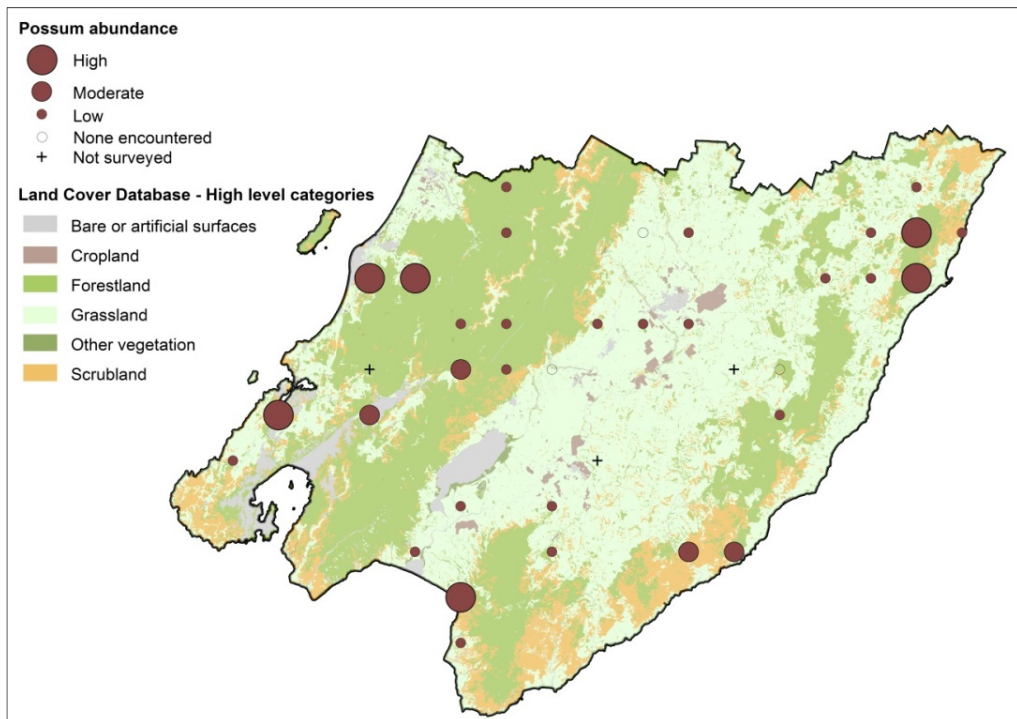 Possum abundance
High
Moderate
Low
None encountered
Not surveyed
Land Cover Database - High level categories
Bare or artificial surfaces
Cropland
Forestland
Grassland
Other vegetation
Scrubland